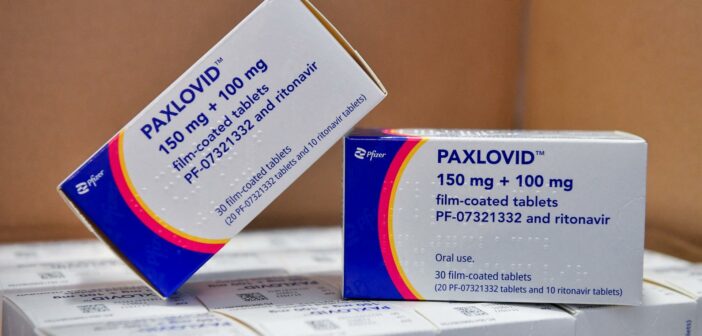 PAXLOVID™
150 mg + 100 mg
film-coated tablets
PF-07321332 and ritonavir
30 film-coated tablets
(20 PF-07321332 tablets and 10 ritonavir tablets)
Pfizer
PAXLOVID™
150 mg + 100 mg
film-coated tablets
PF-07321332 and ritonavir
Oral use.
30 film-coated tablets
(20 PF-07321332 tablets and 10 ritonavir tablets)
Pfizer